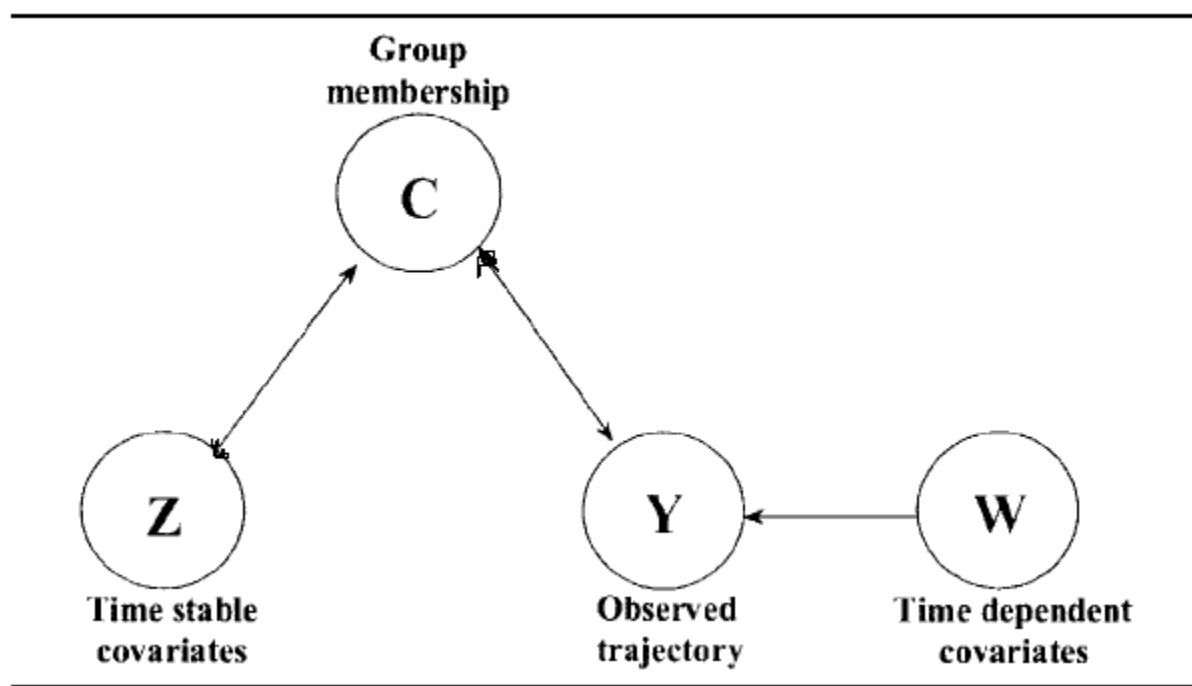 Group
membership
C
Z
Y
W
Time stable
covariates
Observed
trajectory
Time dependent
covariates